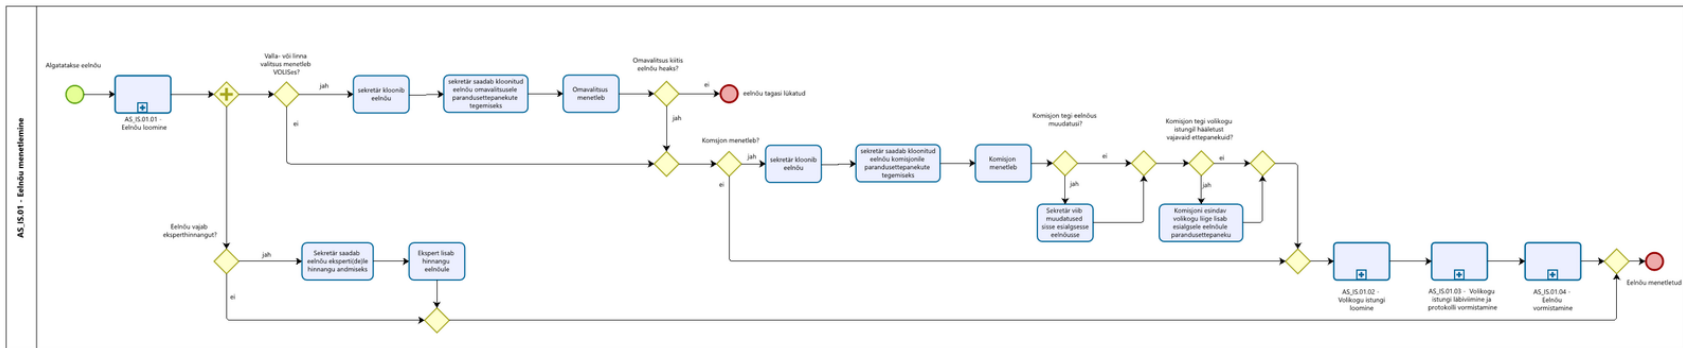 AS_IS.01 - Eelnõu menetlemine
Algatatakse eelnõu
AS_IS.01.01 -
Eelnõu loomine
Valla- või linna
valitsus menetleb
VOLISes?
jah
ei
sekretär kloonib
eelnõu
sekretär saadab kloonitud
eelnõu omavalitsusele
parandusettepanekute
tegemiseks
Omavalitsus
menetleb
Omavalitsus kiitis
eelnõu heaks?
ei
jah
eelnõu tagasi lükatud
Komsjon menetleb?
jah
ei
sekretär kloonib
eelnõu
sekretär saadab kloonitud
eelnõu komisjonile
parandusettepanekute
tegemiseks
Komisjon
menetleb
Komisjon tegi eelnõus
muudatusi?
ei
jah
Sekretär viib
muudatused
sisse esialgsesse
eelnõusse
Komisjon tegi volikogu
istungil hääletust
vajavaid ettepanekuid?
ei
jah
Komisjoni esindav
volikogu liige lisab
esialgsele eelnõule
parandusettepaneku
Eelnõu vajab
eksperthinnangut?
jah
ei
Sekretär saadab
eelnõu eksperti(de)le
hinnangu andmiseks
Ekspert lisab
hinnangu
eelnõule
AS_IS.01.02 -
Volikogu istungi
loomine
AS_IS.01.03 - Volikogu
istungi läbiviimine ja
protokolli vormistamine
AS_IS.01.04 -
Eelnõu
vormistamine
Eelnõu menetletud